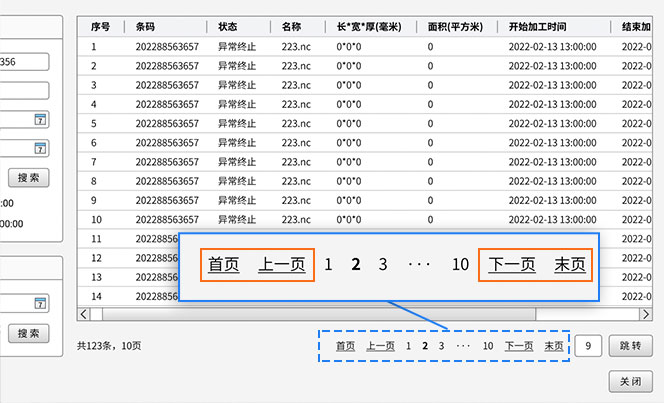 序号 条码 状态 名称 长*宽*厚(毫米) 面积(平方米) 开始加工时间 结束加
1 202288563657 异常终止 223.nc 0*0*0 0 2022-02-13 13:00:00 2022-0
356
2 202288563657 异常终止 223.nc 0*0*0 0 2022-02-13 13:00:00 2022-0
3 202288563657 异常终止 223.nc 0*0*0 0 2022-02-13 13:00:00 2022-0
4 202288563657 异常终止 223.nc 0*0*0 0 2022-02-13 13:00:00 2022-0
7
5 202288563657 异常终止 223.nc 0*0*0 0 2022-02-13 13:00:00 2022-0
6 202288563657 异常终止 223.nc 0*0*0 0 2022-02-13 13:00:00 2022-0
7
7 202288563657 异常终止 223.nc 0*0*0 0 2022-02-13 13:00:00 2022-0
搜索
8 202288563657 异常终止 223.nc 0*0*0 0 2022-02-13 13:00:00 2022-0
:00
9 202288563657 异常终止 223.nc 0*0*0 0 2022-02-13 13:00:00 2022-0
00:00
10 202288563657 异常终止 223.nc 0*0*0 0 2022-02-13 13:00:00 2022-0
11 2022885636 2022-0
12 2022885636 2022-0
13 2022885636 2022-0
14 2022885636 2022-0
首页 上一页 1 2 3 ··· 10 下一页 末页
7
搜索
共123条，10页 首页 上一页 1 2 3 ··· 10 下一页 末页 9 跳转
关闭